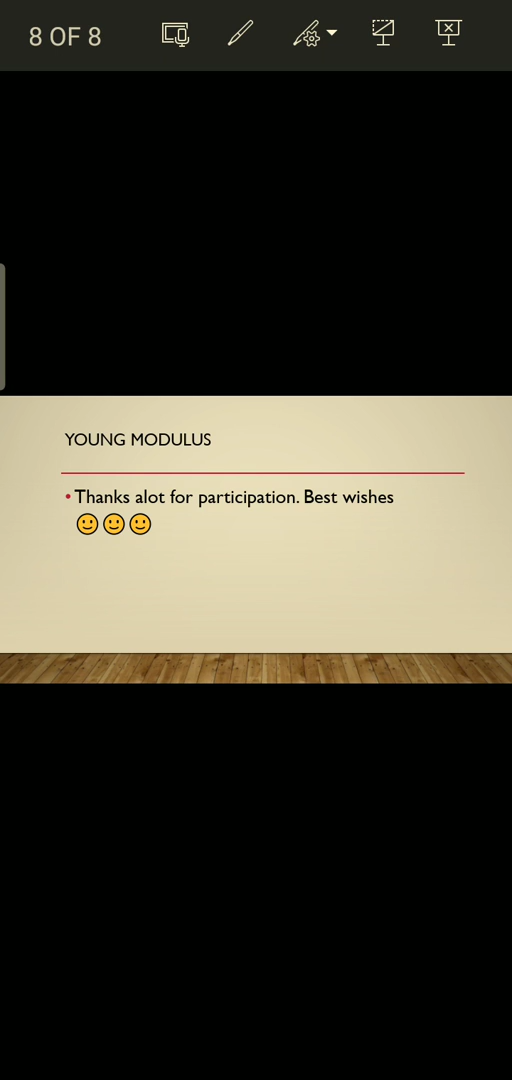 8 OF 8
YOUNG MODULUS
• Thanks alot for participation. Best wishes
🙂🙂🙂